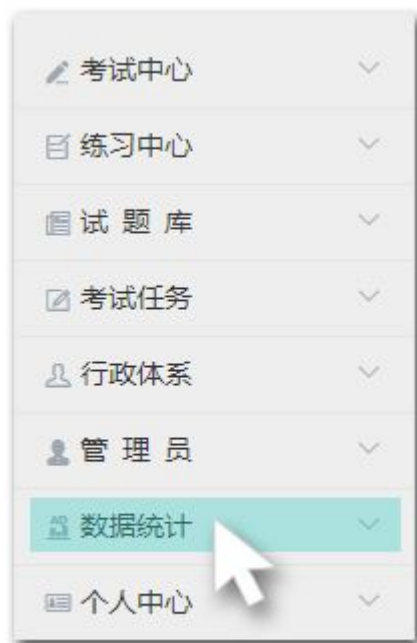 考试中心
练习中心
试 题 库
考试任务
行政体系
管 理 员
数据统计
个人中心